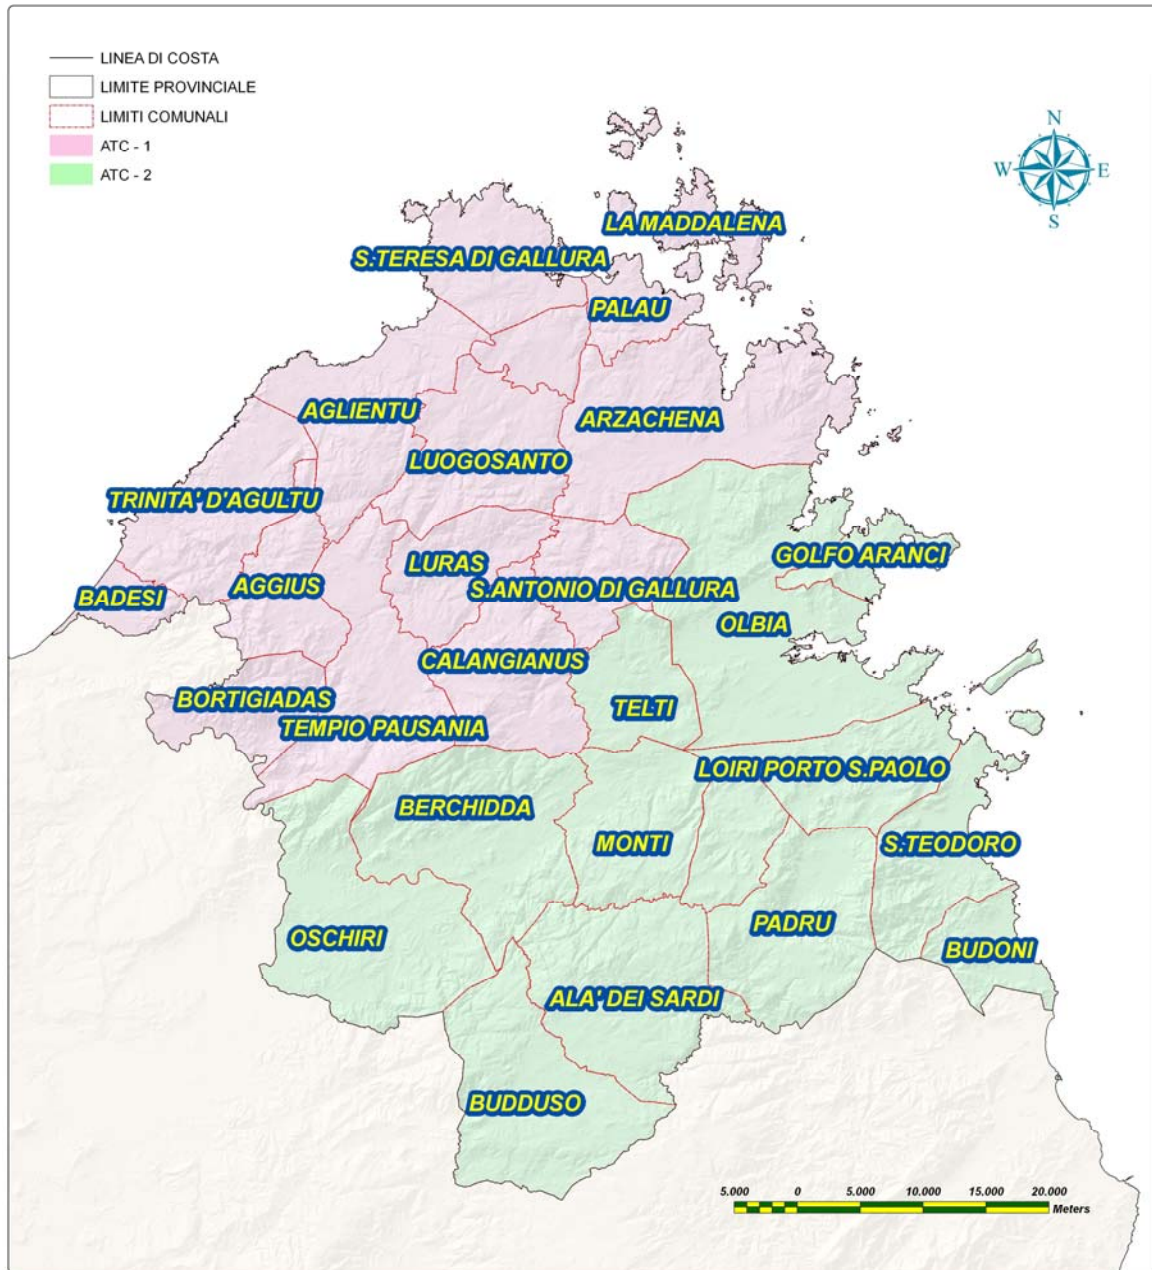 LINEA DI COSTA
LIMITE PROVINCIALE
LIMITI COMUNALI
ATC - 1
ATC - 2
N
W E
S
LA MADDALENA
S.TERESA DI GALLURA
PALAU
AGLIENTU
ARZACHENA
LUOGOSANTO
TRINITA' D'AGULTU
GOLFO ARANCI
LURAS
AGGIUS
S.ANTONIO DI GALLURA
BADESI
OLBIA
CALANGIANUS
BORTIGIADAS
TELTI
TEMPIO PAUSANIA
LOIRI PORTO S.PAOLO
BERCHIDDA
MONTI
S.TEODORO
PADRU
OSCHIRI
BUDONI
ALA' DEI SARDI
BUDDUSO
5.000 0 5.000 10.000 15.000 20.000
Meters